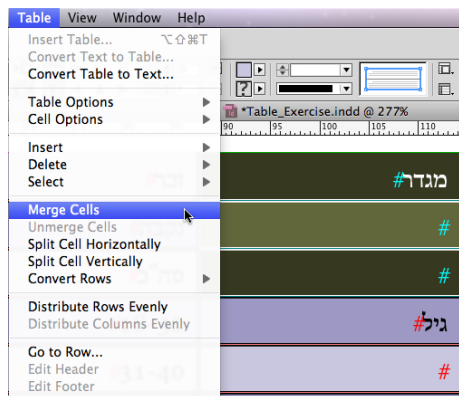 Table View Window Help
Insert Table... ⌥⇧⌘T
Convert Text to Table...
Convert Table to Text...
Table Options
Cell Options
*Table_Exercise.indd @ 277%
90 95 100 105 110
Insert
Delete
Select
מגדר#
Merge Cells
Unmerge Cells
#
Split Cell Horizontally
Split Cell Vertically
Convert Rows
#
Distribute Rows Evenly
Distribute Columns Evenly
גיל#
Go to Row...
Edit Header
31-40
#
Edit Footer